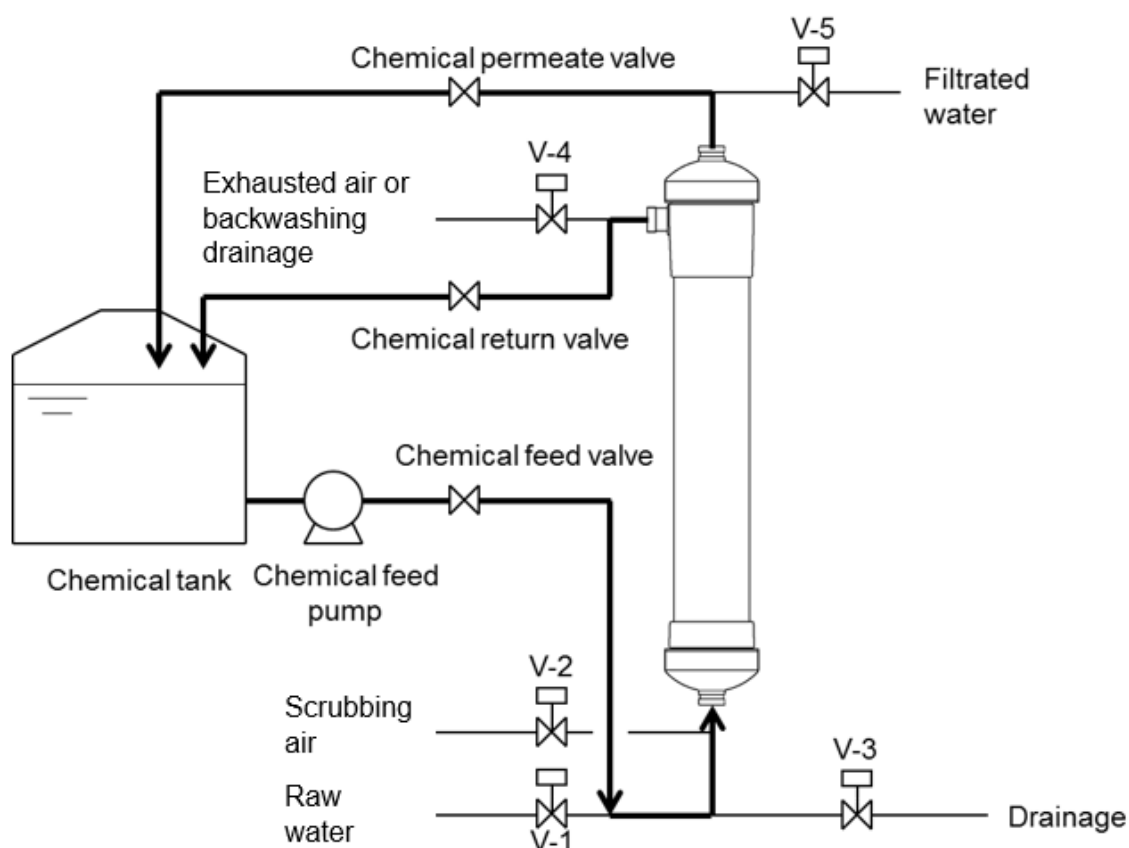 V-5
Chemical permeate valve
Filtrated
water
V-4
Exhausted air or
backwashing
drainage
Chemical return valve
Chemical feed valve
Chemical tank
Chemical feed
pump
V-2
Scrubbing
air
V-3
Raw
water
V-1
Drainage